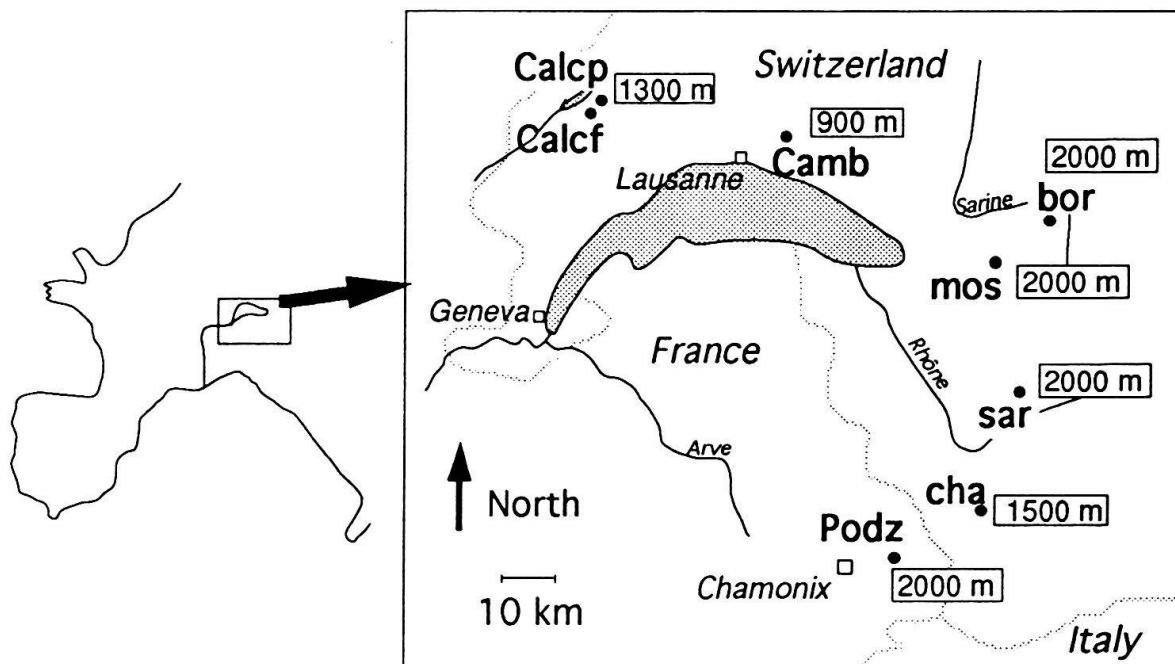 Switzerland
Calcp
1300 m
Calcf
900 m
Camb
Lausanne
2000 m
Sarine
bor
mos
2000 m
Geneva
France
Rhône
2000 m
sar
Arve
North
cha
1500 m
Podz
Chamonix
2000 m
10 km
Italy